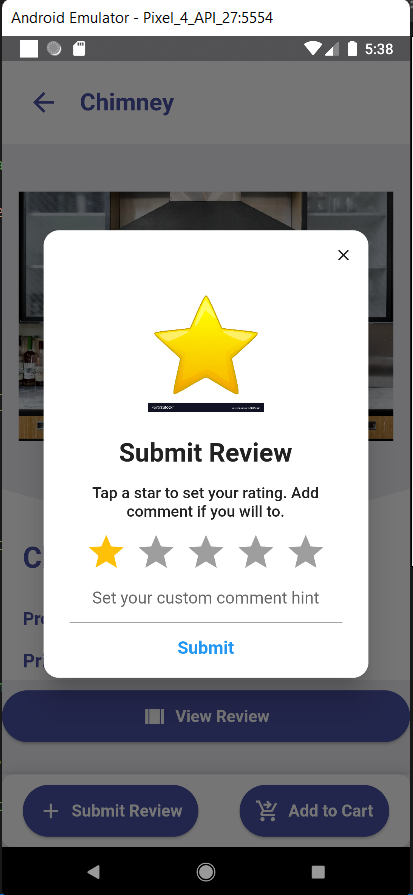 Android Emulator - Pixel_4_API_27:5554
5:38
Chimney
Submit Review
Tap a star to set your rating. Add
comment if you will to.
Set your custom comment hint
Submit
C
Pr
View Review
Submit Review
Add to Cart